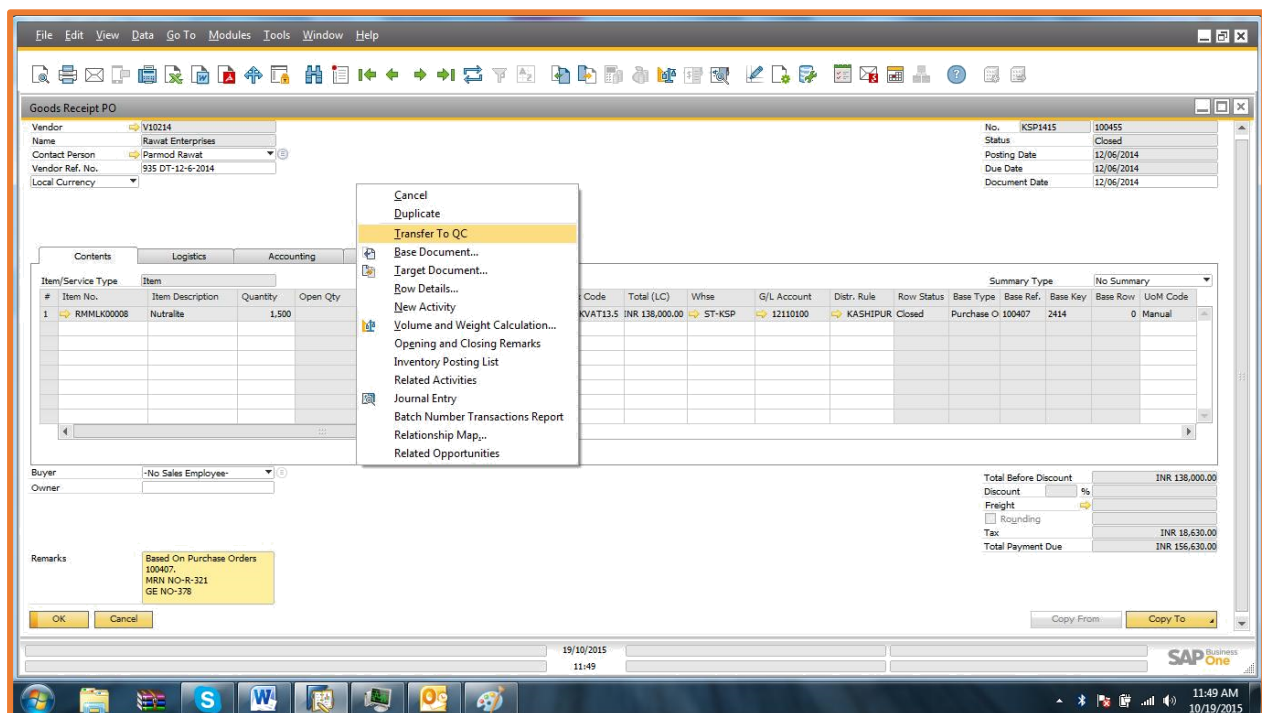 File Edit View Data Go To Modules Tools Window Help
Goods Receipt PO
Vendor V10214 No. KSP1415 100455
Name Rawat Enterprises Status Closed
Contact Person Parmod Rawat Posting Date 12/06/2014
Vendor Ref. No. 935 DT-12-6-2014 Due Date 12/06/2014
Local Currency Document Date 12/06/2014
Cancel
Duplicate
Transfer To QC
Base Document...
Target Document...
Row Details...
New Activity
Volume and Weight Calculation...
Opening and Closing Remarks
Inventory Posting List
Related Activities
Journal Entry
Batch Number Transactions Report
Relationship Map...
Related Opportunities
Contents Logistics Accounting
Item/Service Type Item Summary Type No Summary
# Item No. Item Description Quantity Open Qty Code Total (LC) Whse G/L Account Distr. Rule Row Status Base Type Base Ref. Base Key Base Row UoM Code
1 RMMLK00008 Nutralite 1,500 KVAT13.5 INR 138,000.00 ST-KSP 12110100 KASHIPUR Closed Purchase O 100407 2414 0 Manual
Buyer -No Sales Employee-
Owner
Total Before Discount INR 138,000.00
Discount %
Freight
Rounding
Tax INR 18,630.00
Total Payment Due INR 156,630.00
Remarks Based On Purchase Orders
100407.
MRN NO-R-321
GE NO-378
OK Cancel Copy From Copy To
19/10/2015
11:49
SAP Business One
11:49 AM
10/19/2015